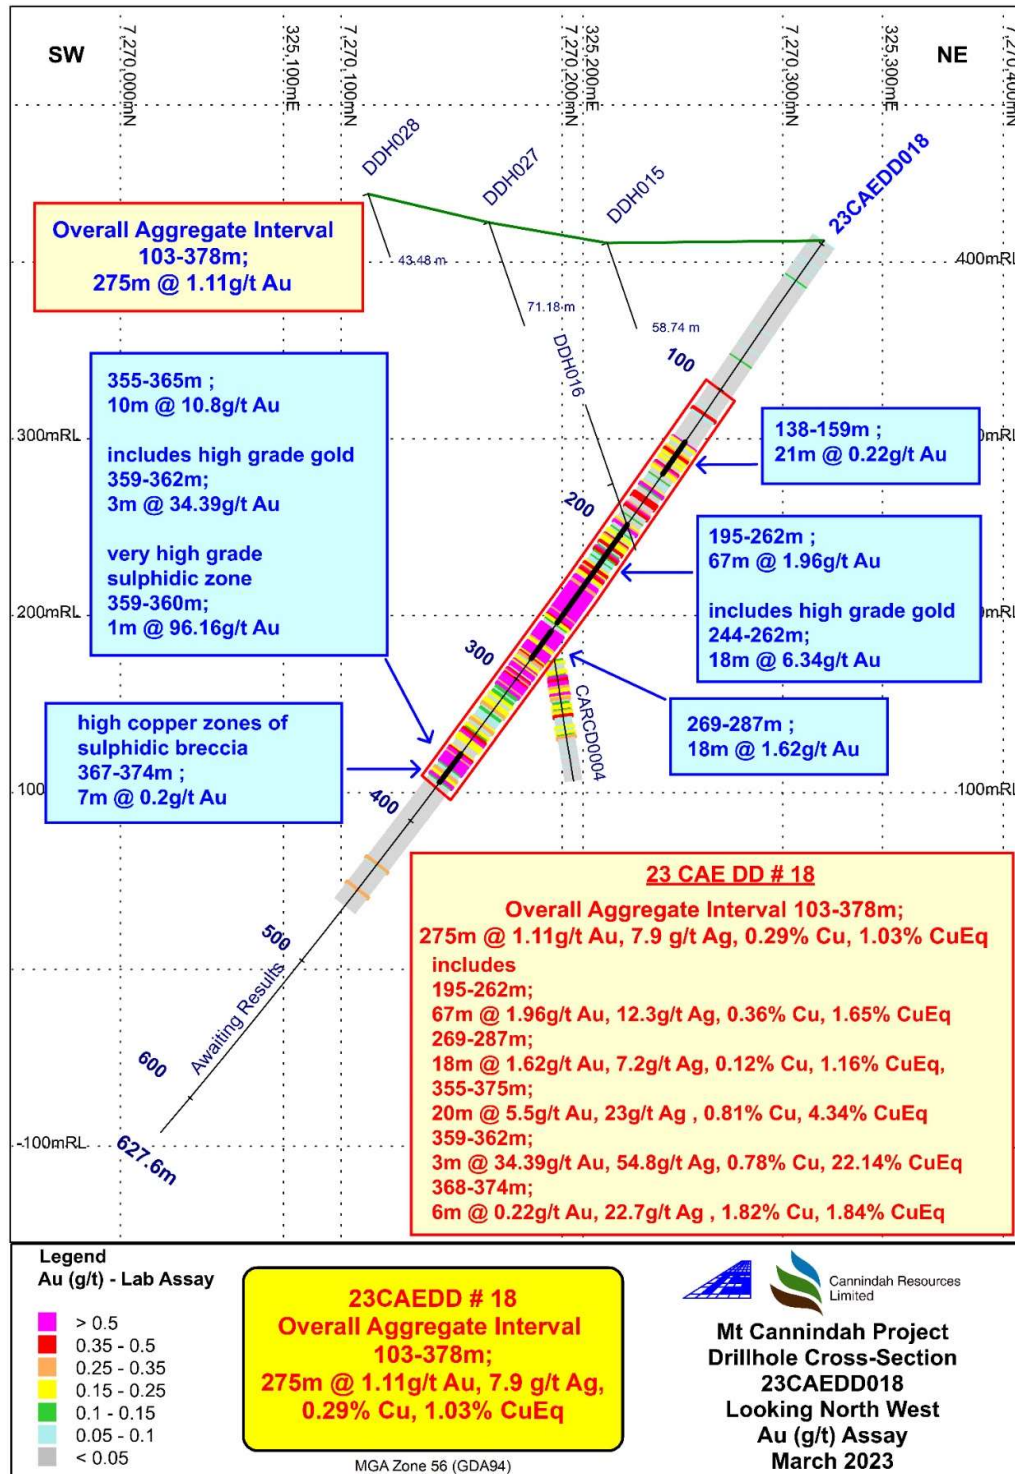 SW
NE
7,270,000mN
325,100mE
7,270,100mN
7,270,200mN
325,200mE
7,270,300mN
325,300mE
7,270,400mN
DDH028
DDH027
DDH015
23CAEDD018
Overall Aggregate Interval
103-378m;
275m @ 1.11g/t Au
43.48 m
71.18 m
58.74 m
400mRL
DDH016
100
355-365m ;
10m @ 10.8g/t Au
includes high grade gold
359-362m;
3m @ 34.39g/t Au
very high grade
sulphidic zone
359-360m;
1m @ 96.16g/t Au
300mRL
0mRL
138-159m ;
21m @ 0.22g/t Au
200
195-262m ;
67m @ 1.96g/t Au
includes high grade gold
244-262m;
18m @ 6.34g/t Au
200mRL
0mRL
300
CARCD0004
269-287m ;
18m @ 1.62g/t Au
high copper zones of
sulphidic breccia
367-374m ;
7m @ 0.2g/t Au
100
100mRL
400
500
Awaiting Results
600
627.6m
-100mRL
23 CAE DD # 18
Overall Aggregate Interval 103-378m;
275m @ 1.11g/t Au, 7.9 g/t Ag, 0.29% Cu, 1.03% CuEq
includes
195-262m;
67m @ 1.96g/t Au, 12.3g/t Ag, 0.36% Cu, 1.65% CuEq
269-287m;
18m @ 1.62g/t Au, 7.2g/t Ag, 0.12% Cu, 1.16% CuEq,
355-375m;
20m @ 5.5g/t Au, 23g/t Ag , 0.81% Cu, 4.34% CuEq
359-362m;
3m @ 34.39g/t Au, 54.8g/t Ag, 0.78% Cu, 22.14% CuEq
368-374m;
6m @ 0.22g/t Au, 22.7g/t Ag , 1.82% Cu, 1.84% CuEq
Legend
Au (g/t) - Lab Assay
> 0.5
0.35 - 0.5
0.25 - 0.35
0.15 - 0.25
0.1 - 0.15
0.05 - 0.1
< 0.05
23CAEDD # 18
Overall Aggregate Interval
103-378m;
275m @ 1.11g/t Au, 7.9 g/t Ag,
0.29% Cu, 1.03% CuEq
MGA Zone 56 (GDA94)
Cannindah Resources
Limited
Mt Cannindah Project
Drillhole Cross-Section
23CAEDD018
Looking North West
Au (g/t) Assay
March 2023